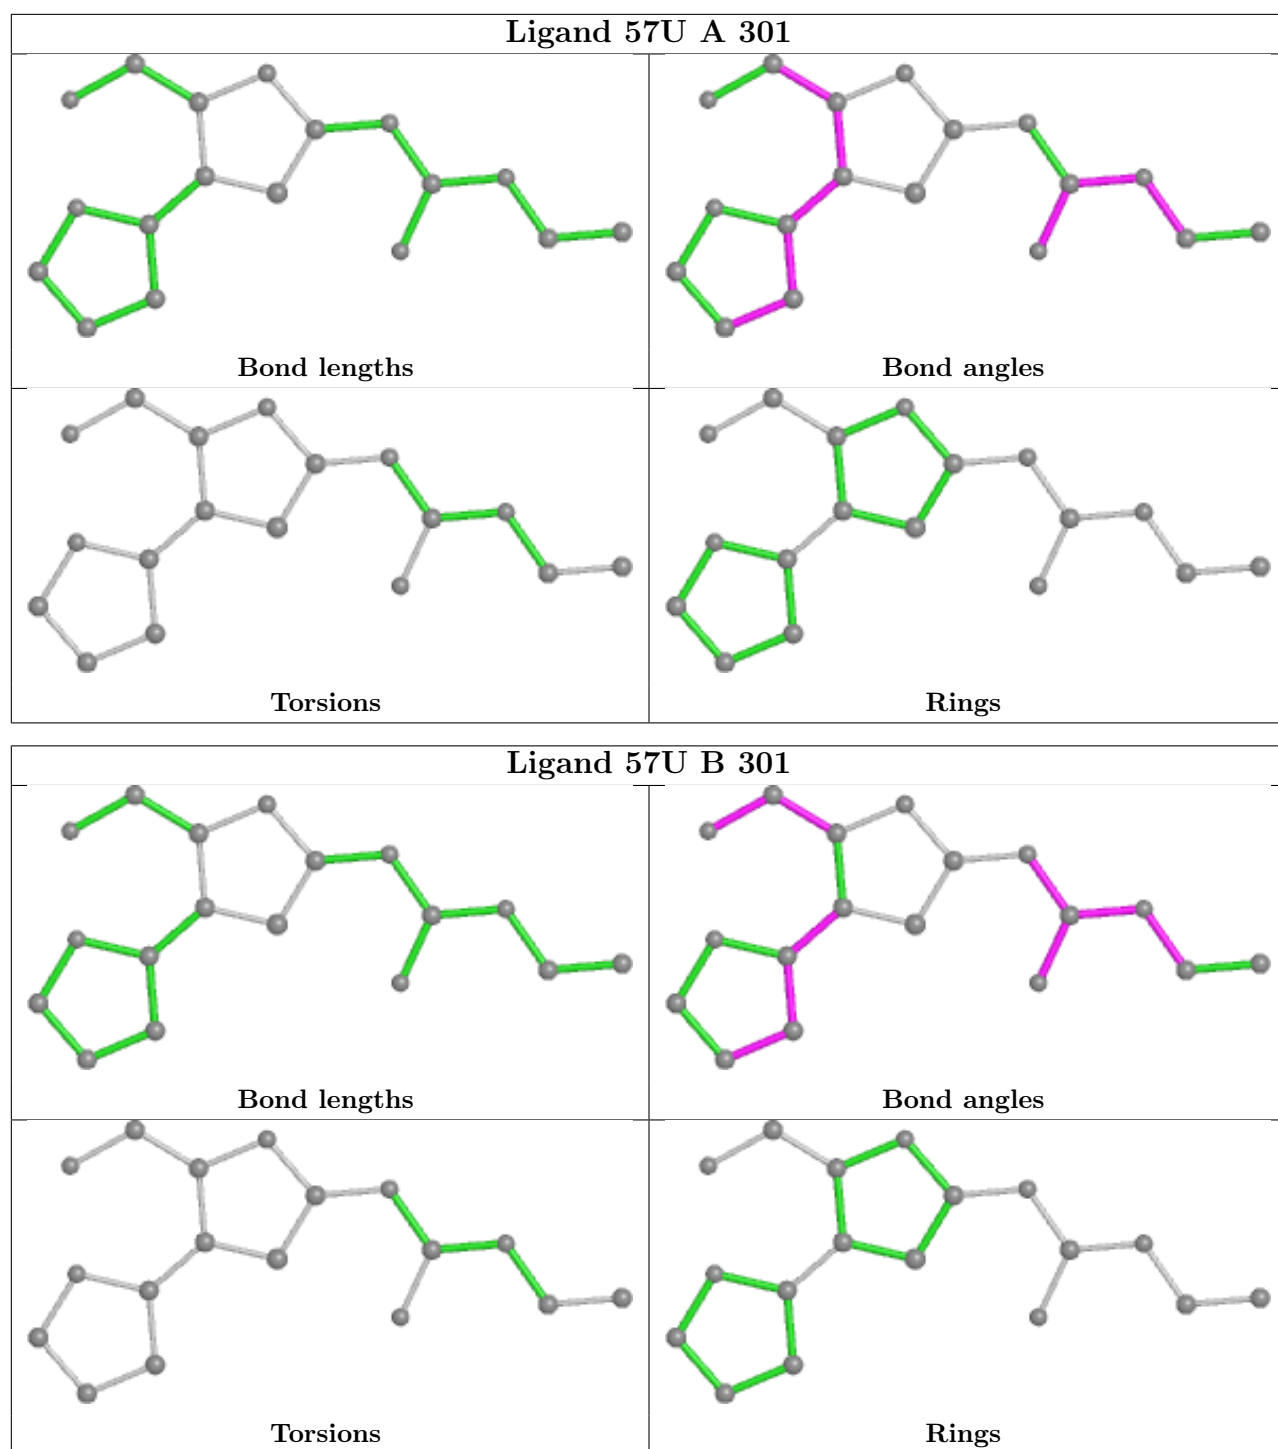 Ligand 57U A 301
Bond lengths
Bond angles
Torsions
Rings
Ligand 57U B 301
Bond lengths
Bond angles
Torsions
Rings